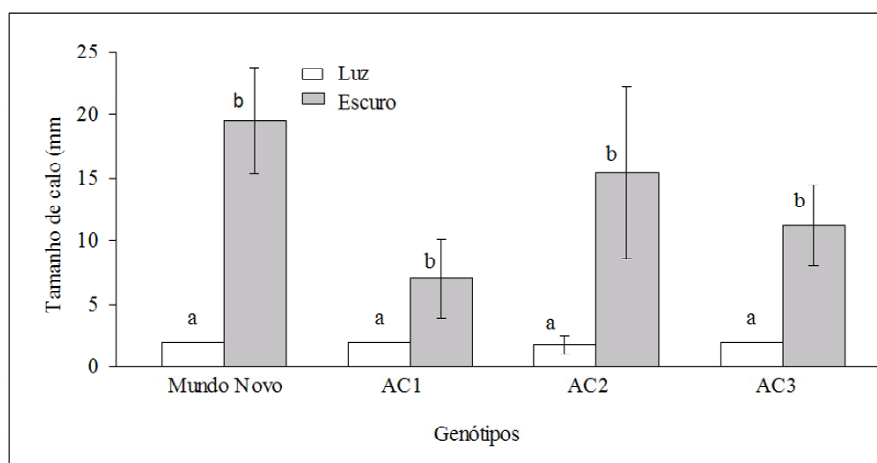 25
20
15
10
5
0
Tamanho de calo (mm
Luz
Escuro
b
b
b
b
a
a
a
a
Mundo Novo
AC1
AC2
AC3
Genótipos